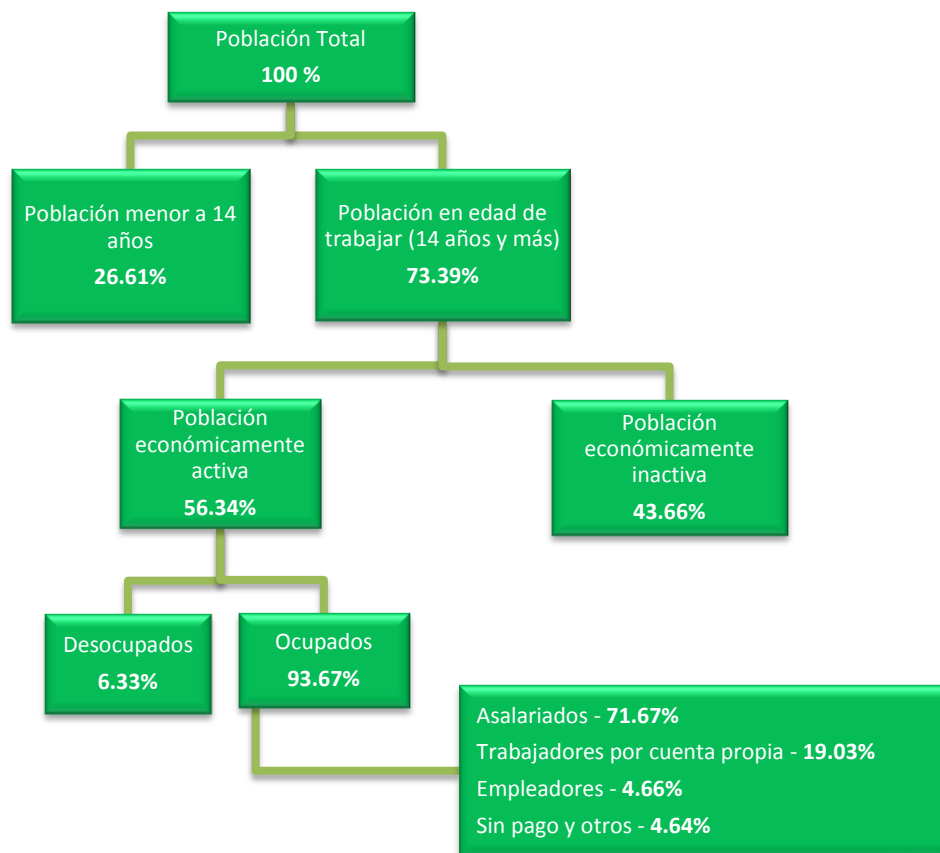 Población Total
100 %
Población menor a 14
años
26.61%
Población en edad de
trabajar (14 años y más)
73.39%
Población
económicamente
activa
56.34%
Población
económicamente
inactiva
43.66%
Desocupados
6.33%
Ocupados
93.67%
Asalariados - 71.67%
Trabajadores por cuenta propia - 19.03%
Empleadores - 4.66%
Sin pago y otros - 4.64%